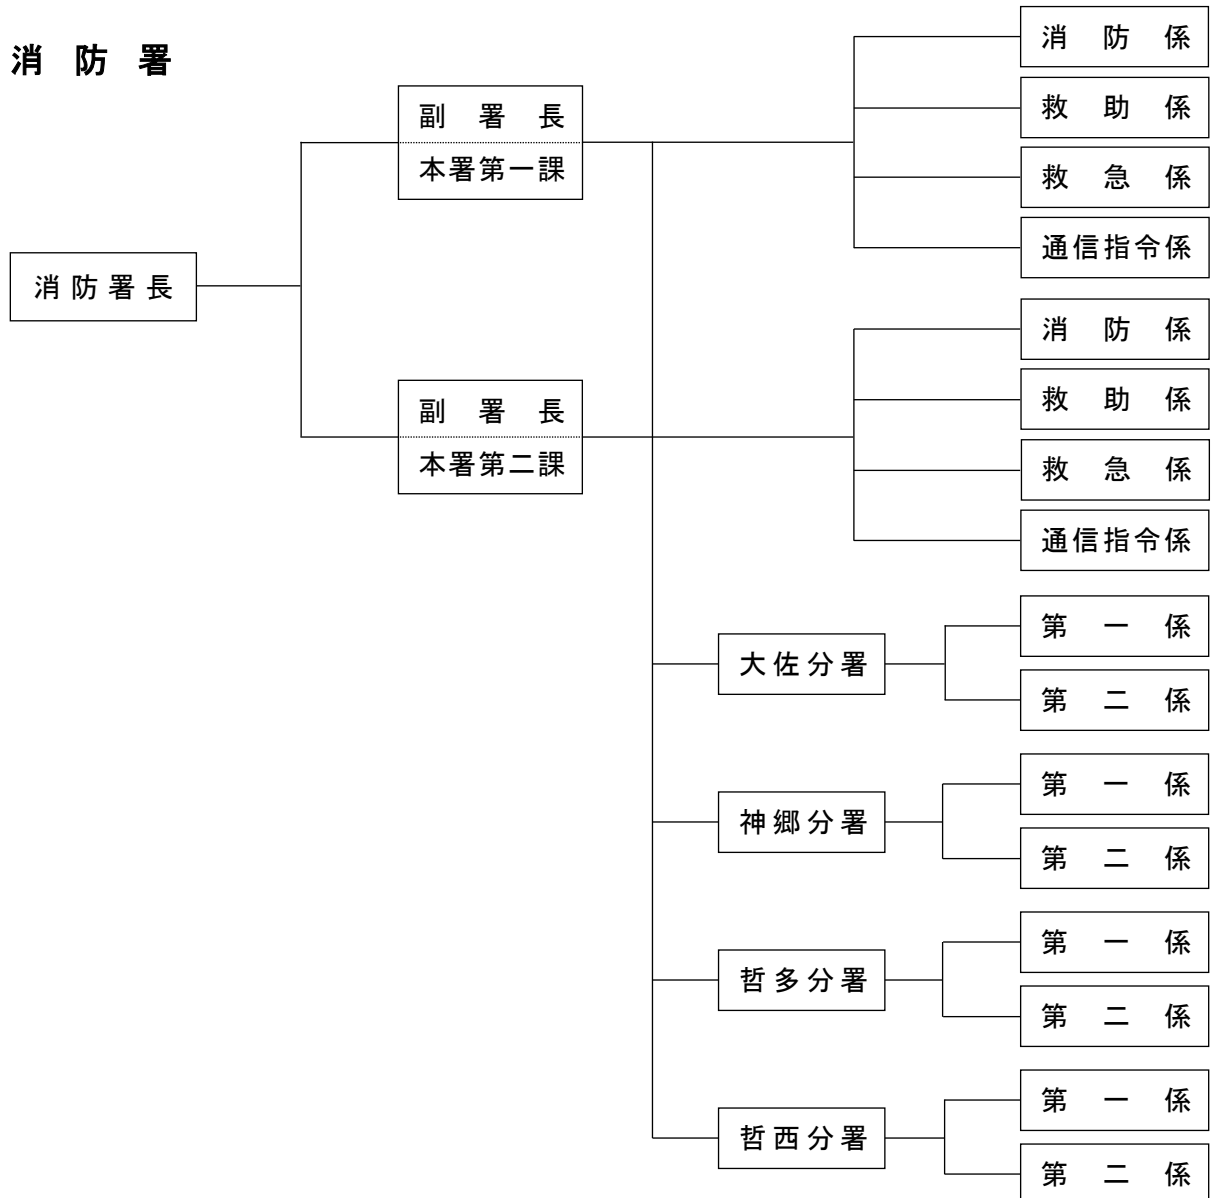 消防署
消防署長
副署長
本署第一課
消防係
救助係
救急係
通信指令係
副署長
本署第二課
消防係
救助係
救急係
通信指令係
大佐分署
第一係
第二係
神郷分署
第一係
第二係
哲多分署
第一係
第二係
哲西分署
第一係
第二係